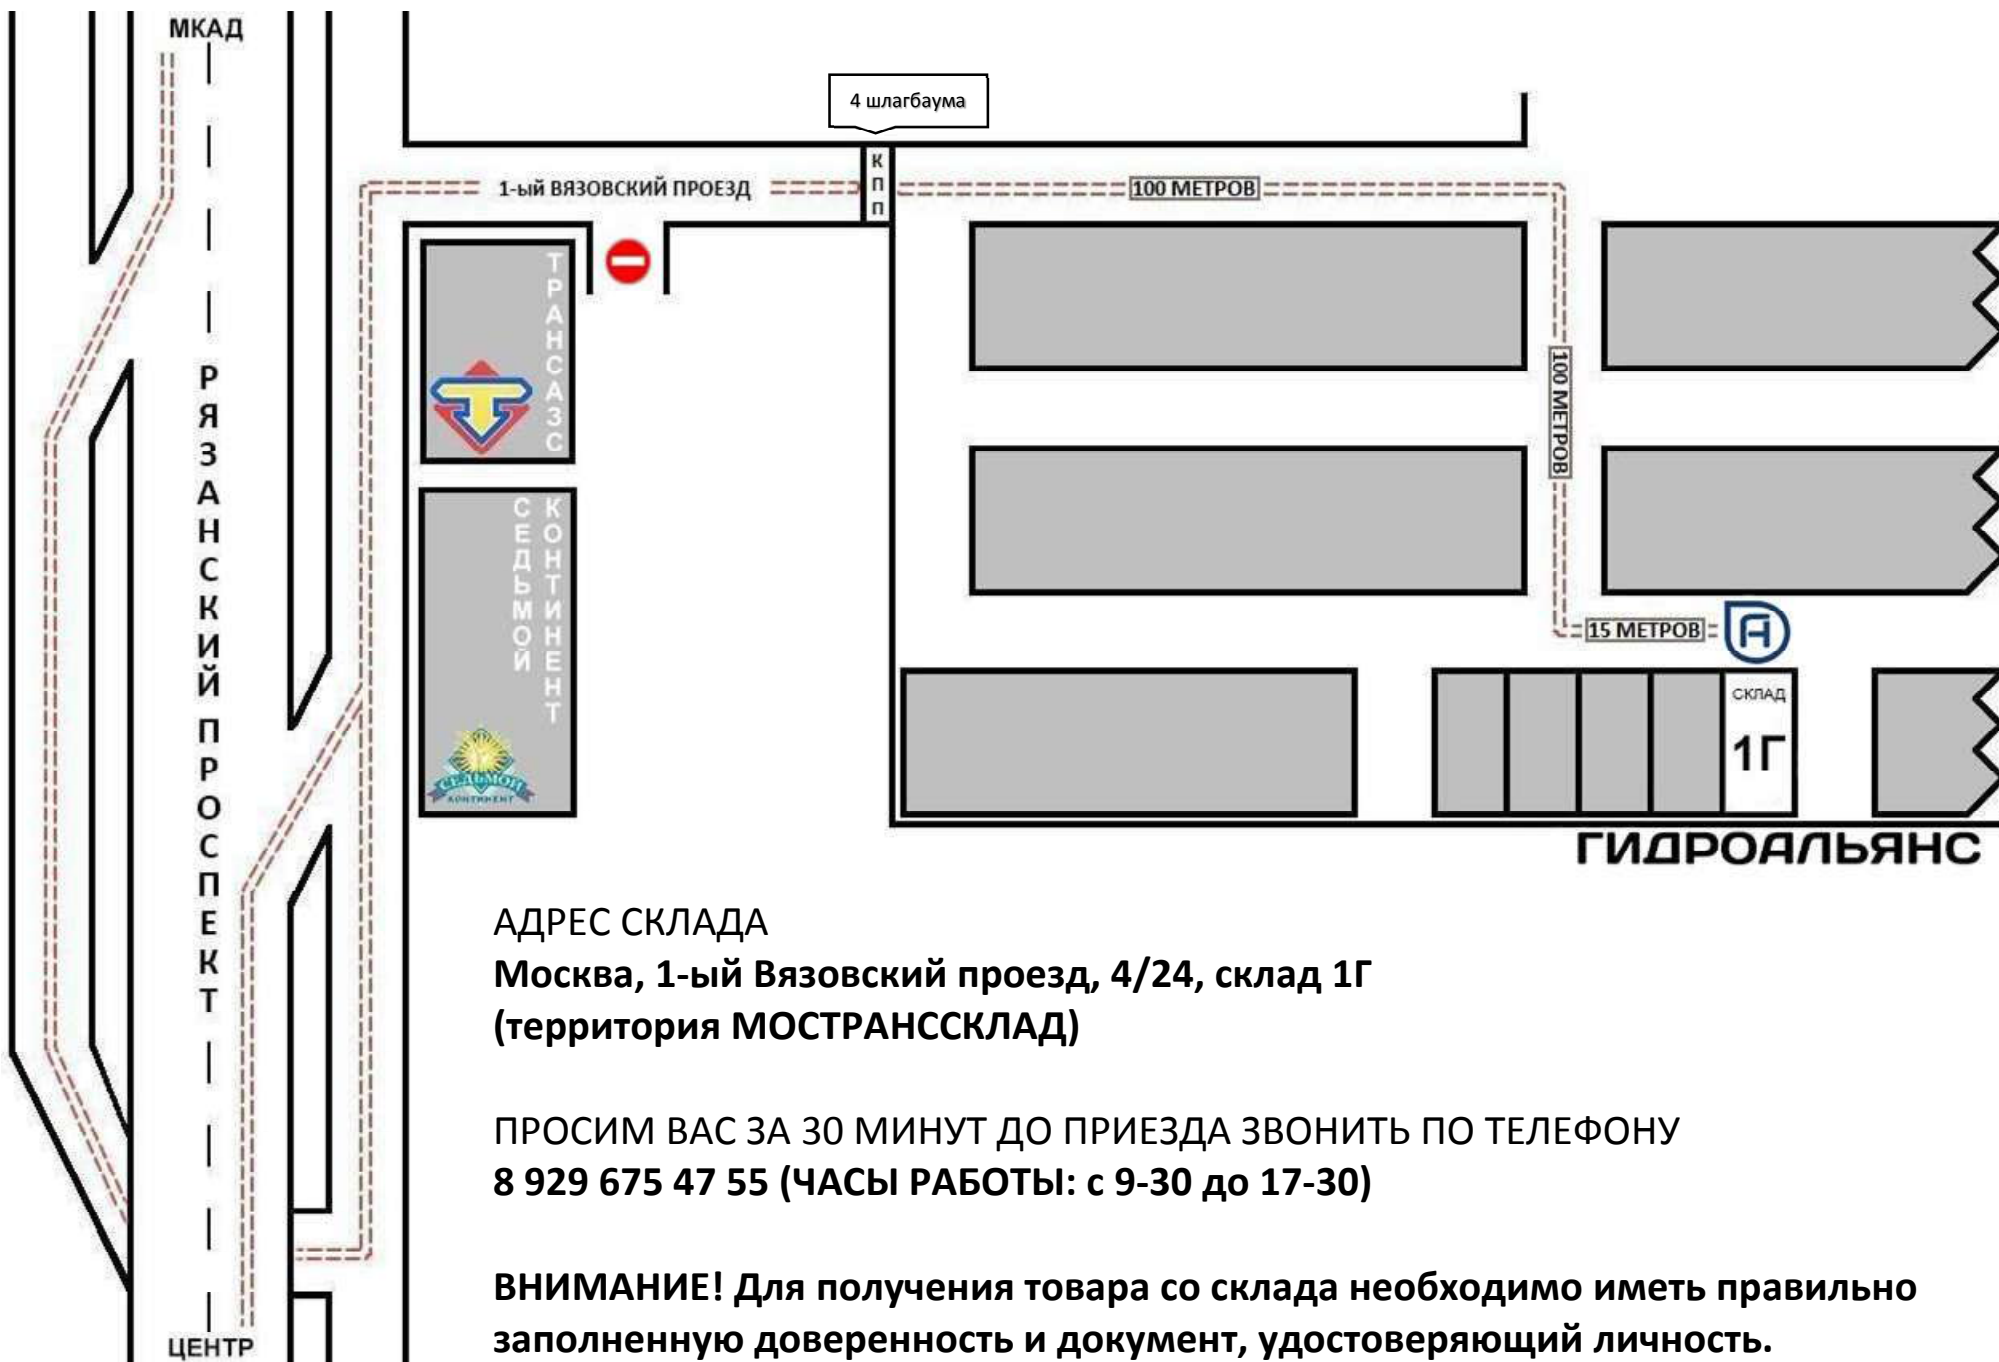 МКАД
4 шлагбаума
КПП
1-ый ВЯЗОВСКИЙ ПРОЕЗД
100 МЕТРОВ
ТРАНСАЗС
100 МЕТРОВ
РЯЗАНСКИЙ ПРОСПЕКТ
СЕДЬМОЙ
КОНТИНЕНТ
15 МЕТРОВ
СКЛАД
1Г
СЕДЬМОЙ
КОНТИНЕНТ
ГИДРОАЛЬЯНС
АДРЕС СКЛАДА
Москва, 1-ый Вязовский проезд, 4/24, склад 1Г
(территория МОСТРАНССКЛАД)
ПРОСИМ ВАС ЗА 30 МИНУТ ДО ПРИЕЗДА ЗВОНИТЬ ПО ТЕЛЕФОНУ
8 929 675 47 55 (ЧАСЫ РАБОТЫ: с 9-30 до 17-30)
ВНИМАНИЕ! Для получения товара со склада необходимо иметь правильно
заполненную доверенность и документ, удостоверяющий личность.
ЦЕНТР